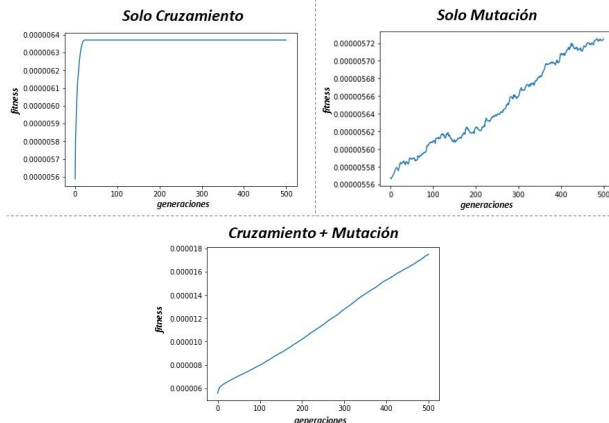 Solo Cruzamiento
0.0000064
0.0000063
0.0000062
0.0000061
0.0000060
0.0000059
0.0000058
0.0000057
0.0000056
fitness
0 100 200 300 400 500
generaciones
Solo Mutación
0.00000572
0.00000570
0.00000568
0.00000566
0.00000564
0.00000562
0.00000560
0.00000558
0.00000556
fitness
0 100 200 300 400 500
generaciones
Cruzamiento + Mutación
0.000018
0.000016
0.000014
0.000012
0.000010
0.000008
0.000006
fitness
0 100 200 300 400 500
generaciones